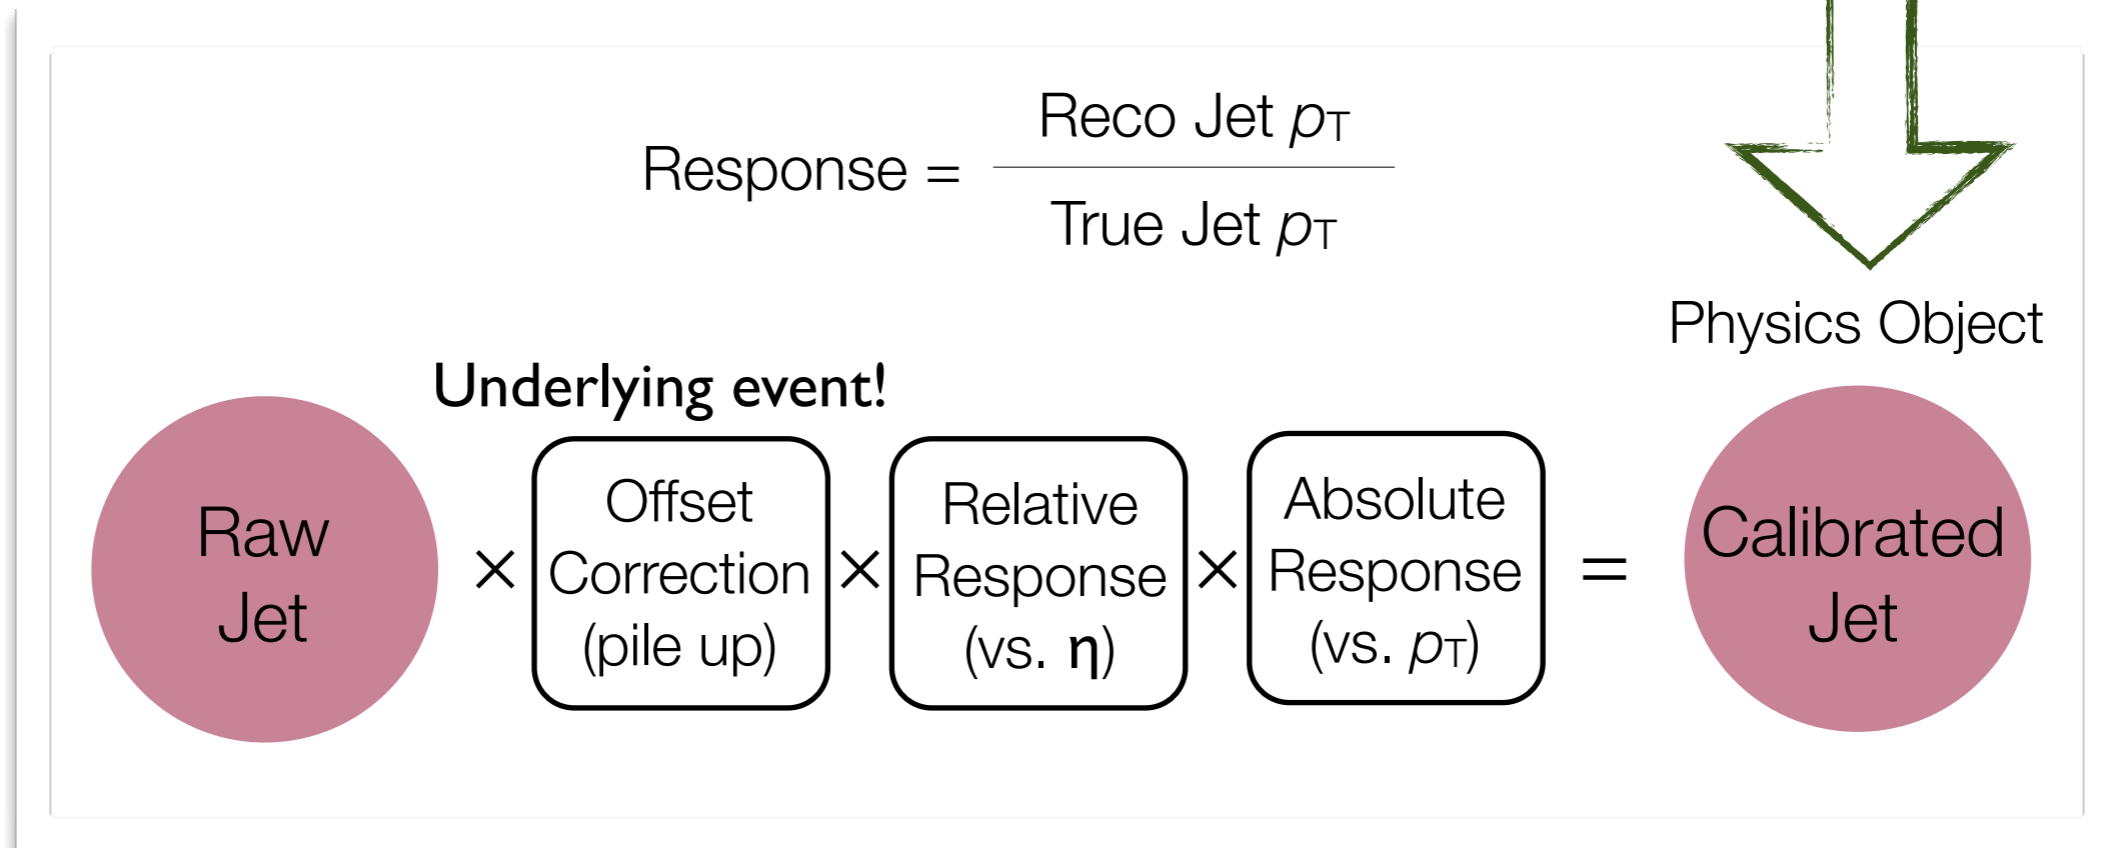 Reco Jet pT
Response =
True Jet pT
Physics Object
Underlying event!
Raw
Jet
×
Offset
Correction
(pile up)
×
Relative
Response
(vs. η)
×
Absolute
Response
(vs. pT)
=
Calibrated
Jet